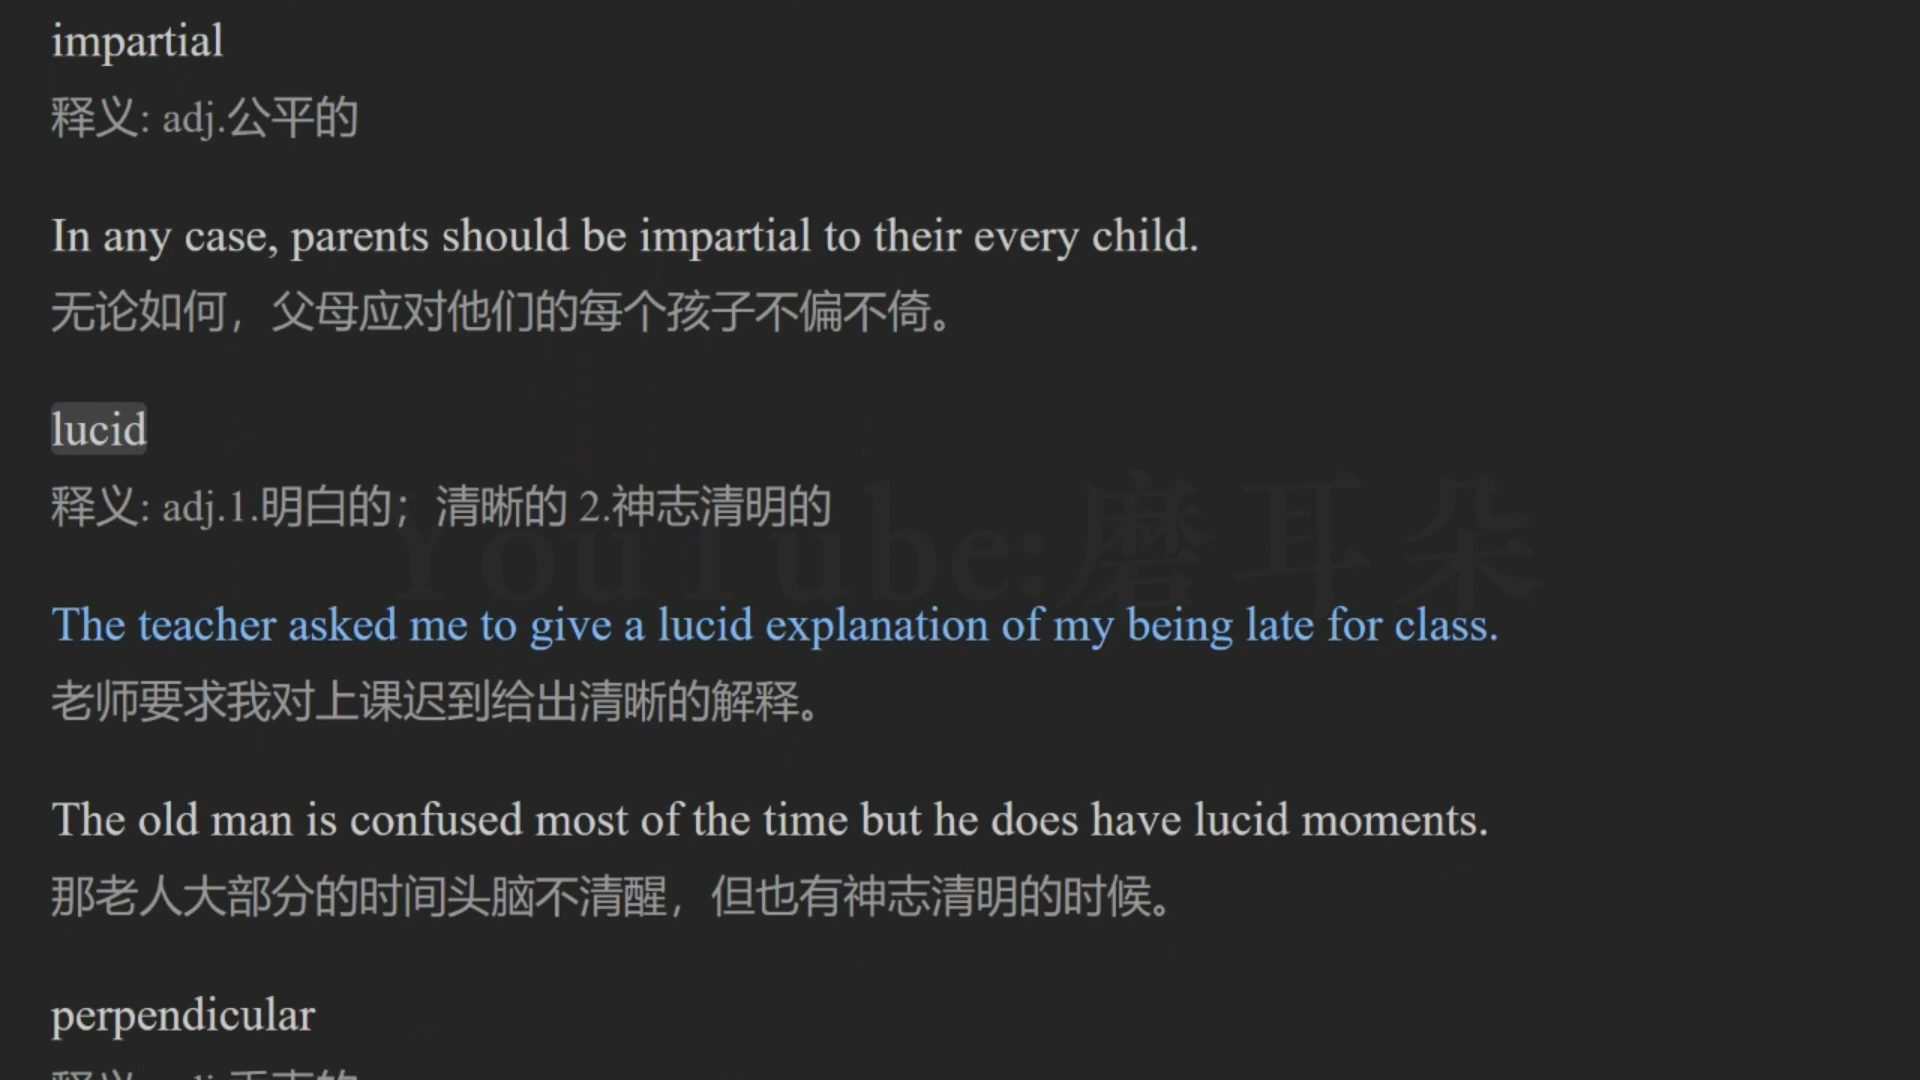 impartial
释义: adj.公平的
In any case, parents should be impartial to their every child.
无论如何，父母应对他们的每个孩子不偏不倚。
lucid
释义: adj.1.明白的；清晰的 2.神志清明的
YouTube:磨耳朵
The teacher asked me to give a lucid explanation of my being late for class.
老师要求我对上课迟到给出清晰的解释。
The old man is confused most of the time but he does have lucid moments.
那老人大部分的时间头脑不清醒，但也有神志清明的时候。
perpendicular
释义: adj.垂直的